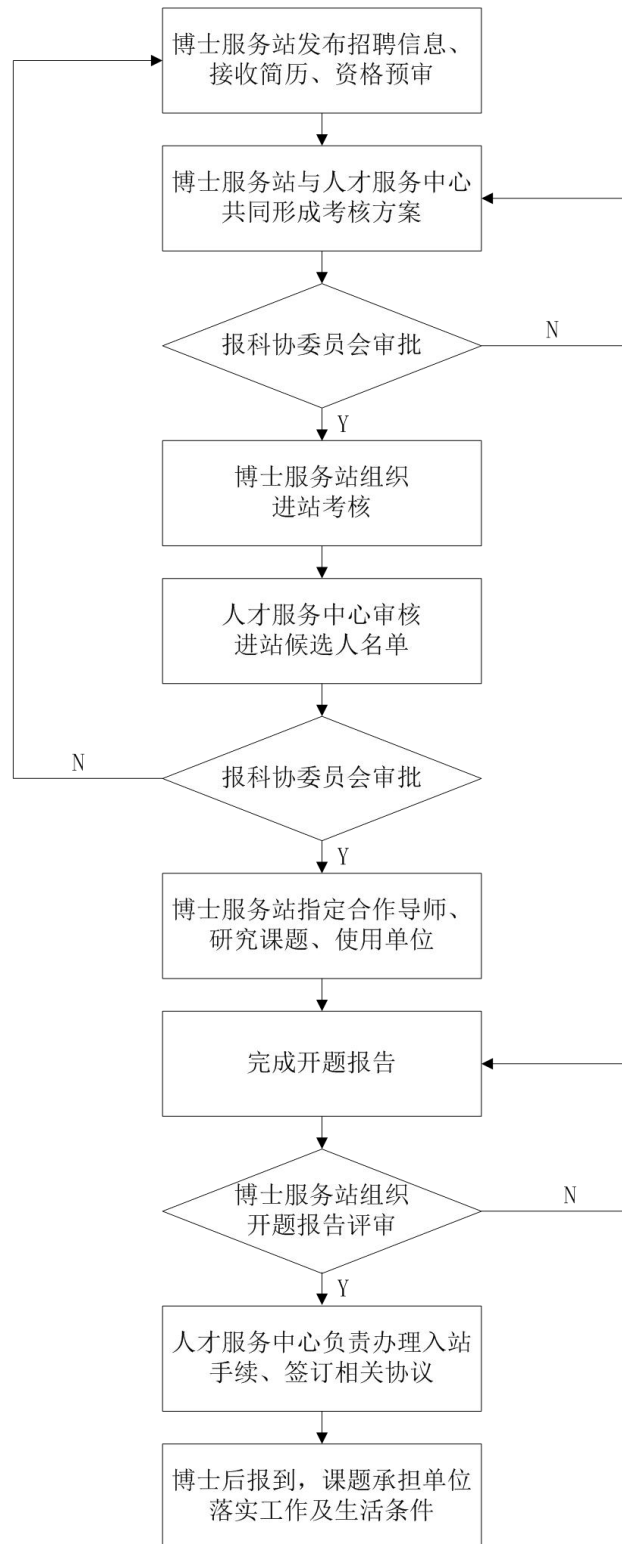 博士服务站发布招聘信息、
接收简历、资格预审
博士服务站与人才服务中心
共同形成考核方案
报科协委员会审批
N
Y
博士服务站组织
进站考核
人才服务中心审核
进站候选人名单
N
报科协委员会审批
Y
博士服务站指定合作导师、
研究课题、使用单位
完成开题报告
博士服务站组织
开题报告评审
N
Y
人才服务中心负责办理入站
手续、签订相关协议
博士后报到，课题承担单位
落实工作及生活条件